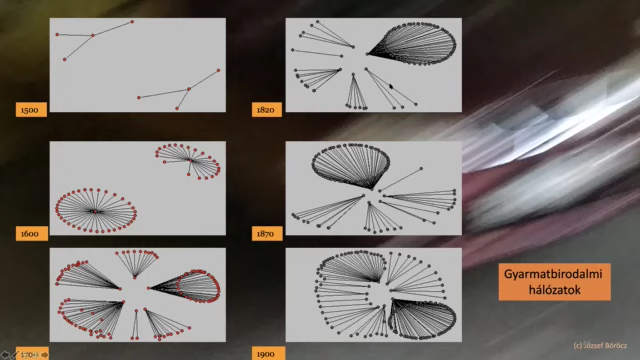 1500
1820
1600
1870
Gyarmatbirodalmi
hálózatok
(c) József Böröcz
1900